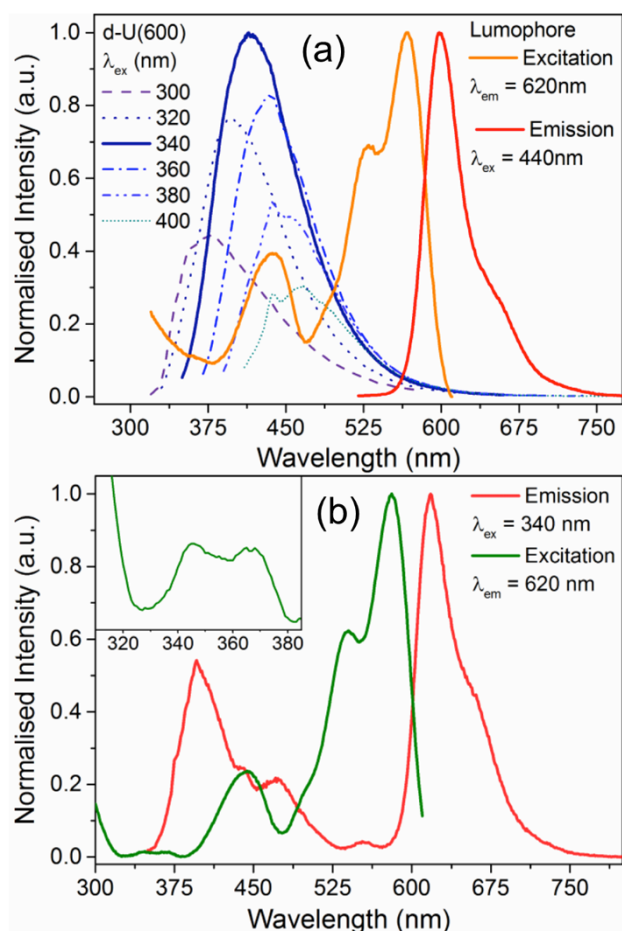 (a)
d-U(600)
λex (nm)
300
320
340
360
380
400
Lumophore
Excitation
λem = 620nm
Emission
λex = 440nm
Normalised Intensity (a.u.)
1.0
0.8
0.6
0.4
0.2
0.0
300 375 450 525 600 675 750
Wavelength (nm)
(b)
Emission
λex = 340 nm
Excitation
λem = 620 nm
320 340 360 380
Normalised Intensity (a.u.)
1.0
0.8
0.6
0.4
0.2
0.0
300 375 450 525 600 675 750
Wavelength (nm)